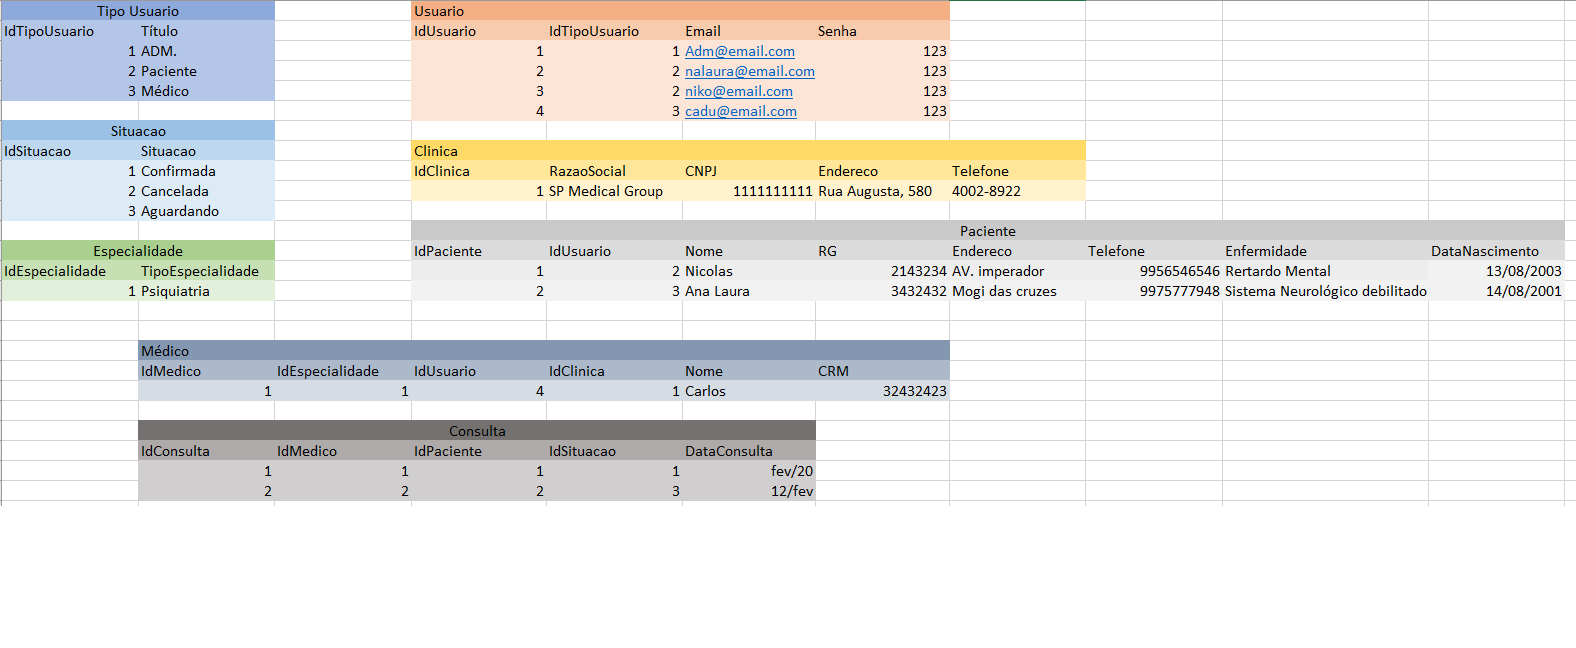 Tipo Usuario
IdTipoUsuario Título
1 ADM.
2 Paciente
3 Médico
Usuario
IdUsuario IdTipoUsuario Email Senha
1 1 Adm@email.com 123
2 2 nalaura@email.com 123
3 2 niko@email.com 123
4 3 cadu@email.com 123
Situacao
IdSituacao Situacao
1 Confirmada
2 Cancelada
3 Aguardando
Clinica
IdClinica RazaoSocial CNPJ Endereco Telefone
1 SP Medical Group 1111111111 Rua Augusta, 580 4002-8922
Especialidade
IdEspecialidade TipoEspecialidade
1 Psiquiatria
Paciente
IdPaciente IdUsuario Nome RG Endereco Telefone Enfermidade DataNascimento
1 2 Nicolas 2143234 AV. imperador 9956546546 Rertardo Mental 13/08/2003
2 3 Ana Laura 3432432 Mogi das cruzes 9975777948 Sistema Neurológico debilitado 14/08/2001
Médico
IdMedico IdEspecialidade IdUsuario IdClinica Nome CRM
1 1 4 1 Carlos 32432423
Consulta
IdConsulta IdMedico IdPaciente IdSituacao DataConsulta
1 1 1 1 fev/20
2 2 2 3 12/fev